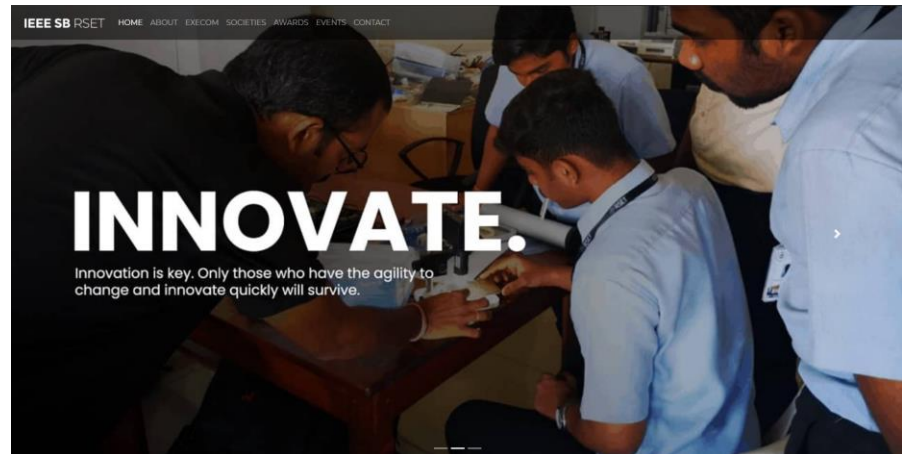 IEEE SB RSET HOME ABOUT EXECOM SOCIETIES AWARDS EVENTS CONTACT
INNOVATE.
Innovation is key. Only those who have the agility to
change and innovate quickly will survive.